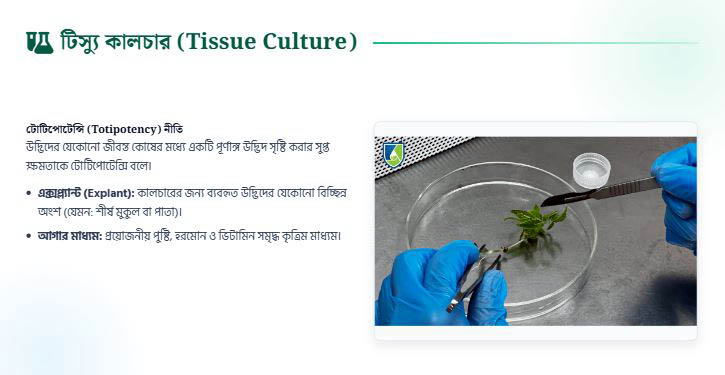 টিস্যু কালচার (Tissue Culture)
টোটিপোটেন্সি (Totipotency) নীতি
উদ্ভিদের যেকোনো জীবন্ত কোষের মধ্যে একটি পূর্ণাঙ্গ উদ্ভিদ সৃষ্টি করার সুপ্ত
ক্ষমতাকে টোটিপোটেন্সি বলে।
• এক্সপ্ল্যান্ট (Explant): কালচারের জন্য ব্যবহৃত উদ্ভিদের যেকোনো বিচ্ছিন্ন
অংশ (যেমন: শীর্ষ মুকুল বা পাতা)।
• আগার মাধ্যম: প্রয়োজনীয় পুষ্টি, হরমোন ও ভিটামিন সমৃদ্ধ কৃত্রিম মাধ্যম।